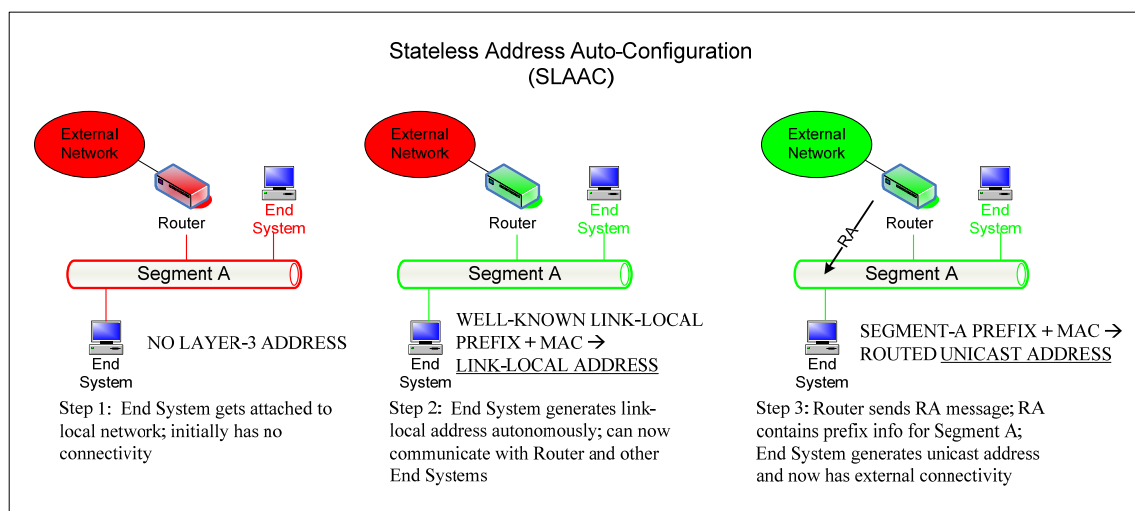 Stateless Address Auto-Configuration
(SLAAC)
External
Network
Router
End
System
Segment A
End
System
NO LAYER-3 ADDRESS
Step 1:  End System gets attached to
local network; initially has no
connectivity
External
Network
Router
End
System
Segment A
End
System
WELL-KNOWN LINK-LOCAL
PREFIX + MAC →
LINK-LOCAL ADDRESS
Step 2:  End System generates link-
local address autonomously; can now
communicate with Router and other
End Systems
External
Network
Router
End
System
RA
Segment A
End
System
SEGMENT-A PREFIX + MAC →
ROUTED UNICAST ADDRESS
Step 3: Router sends RA message; RA
contains prefix info for Segment A;
End System generates unicast address
and now has external connectivity